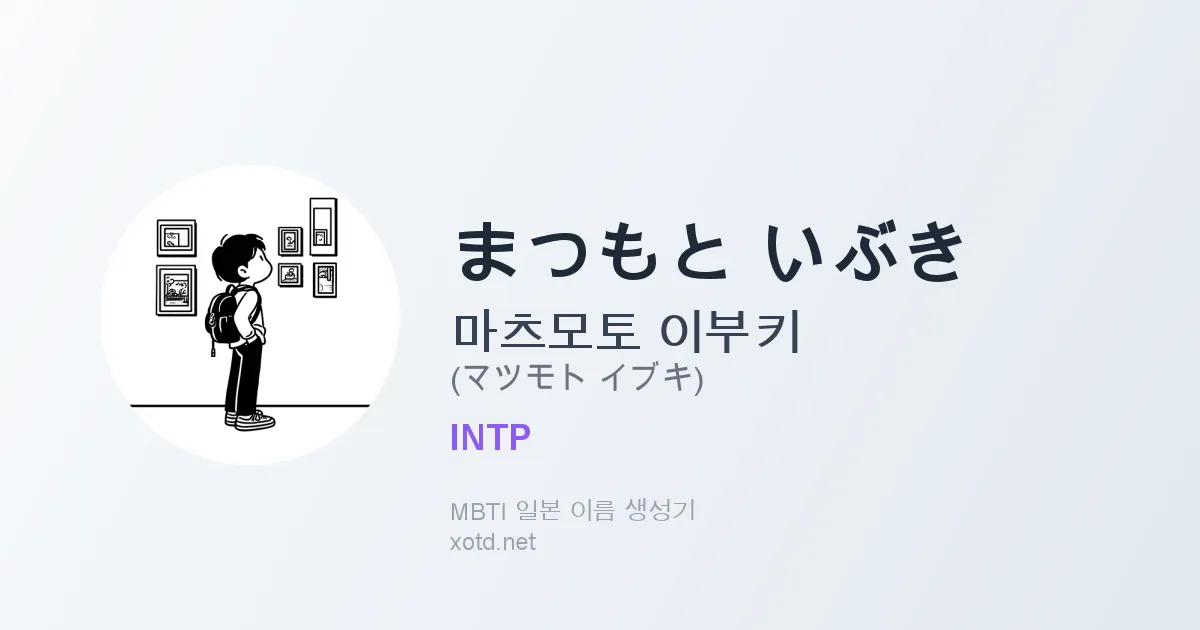 まつもと いぶき
마츠모토 이부키
(マツモト イブキ)
INTP
MBTI 일본 이름 생성기
xotd.net